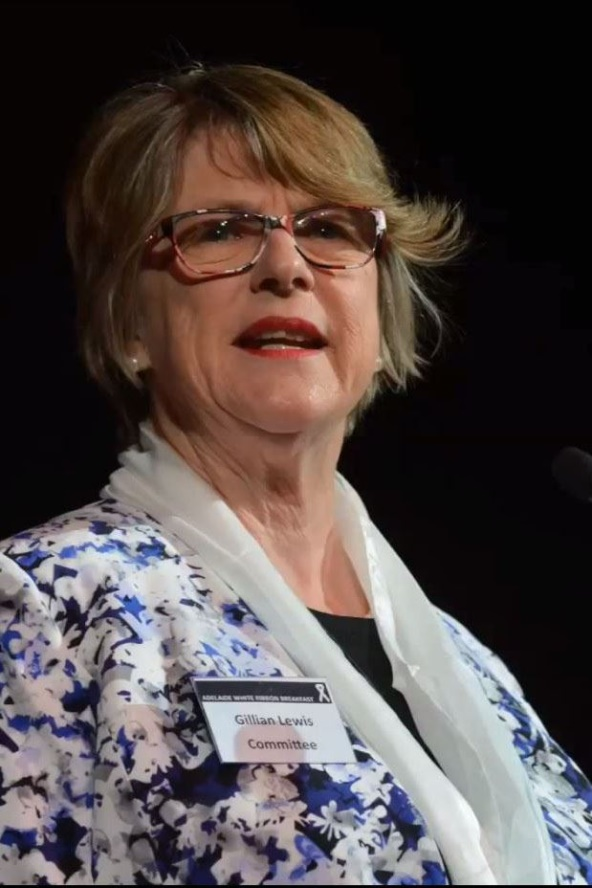 ADELAIDE WHITE RIBBON BREAKFAST
Gillian Lewis
Committee